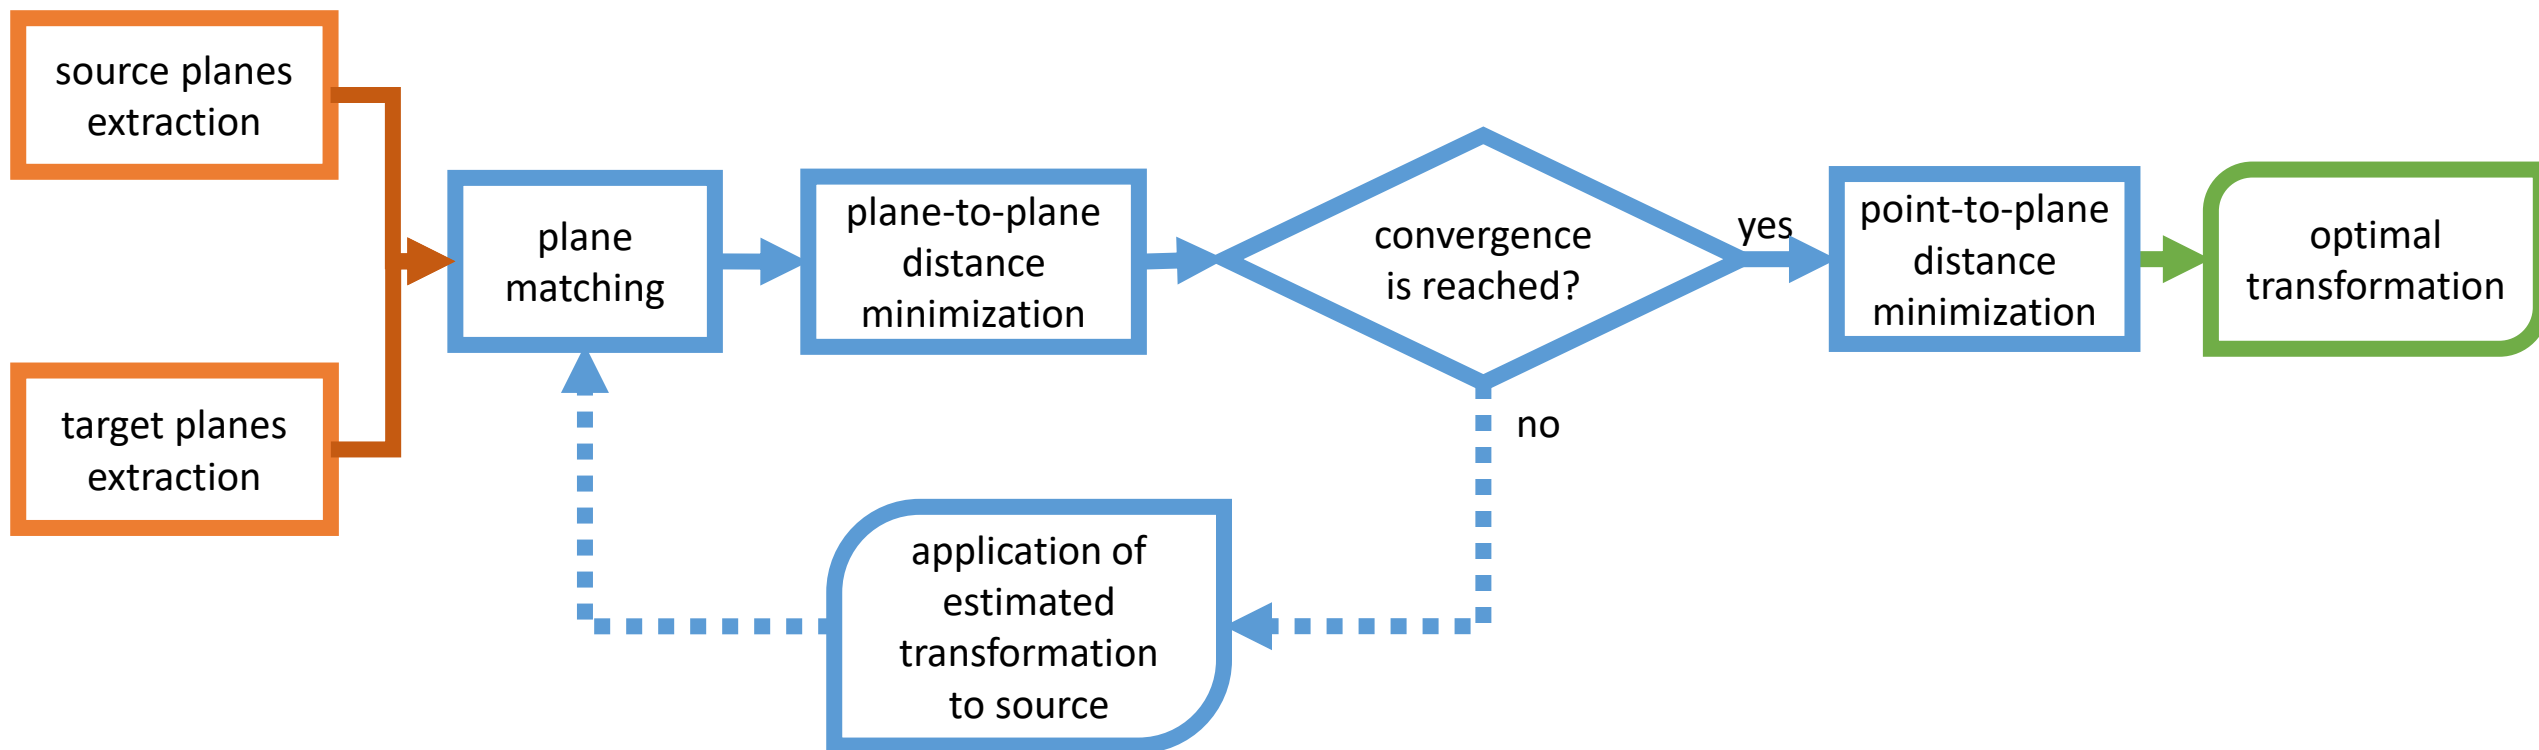 source planes
extraction
target planes
extraction
plane
matching
plane-to-plane
distance
minimization
convergence
is reached?
yes
no
application of
estimated
transformation
to source
point-to-plane
distance
minimization
optimal
transformation